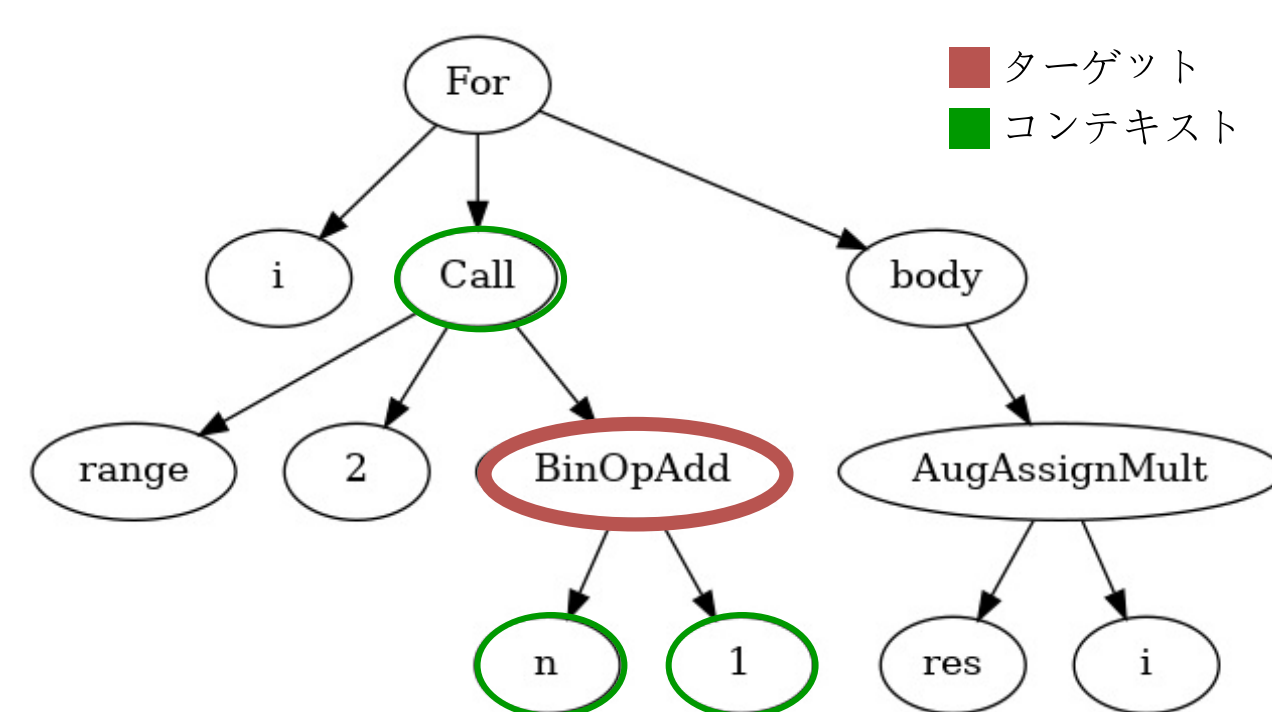 For
ターゲット
コンテキスト
i
Call
body
range
2
BinOpAdd
AugAssignMult
n
1
res
i